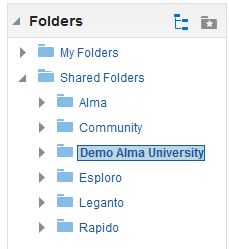 Folders
My Folders
Shared Folders
Alma
Community
Demo Alma University
Esploro
Leganto
Rapido